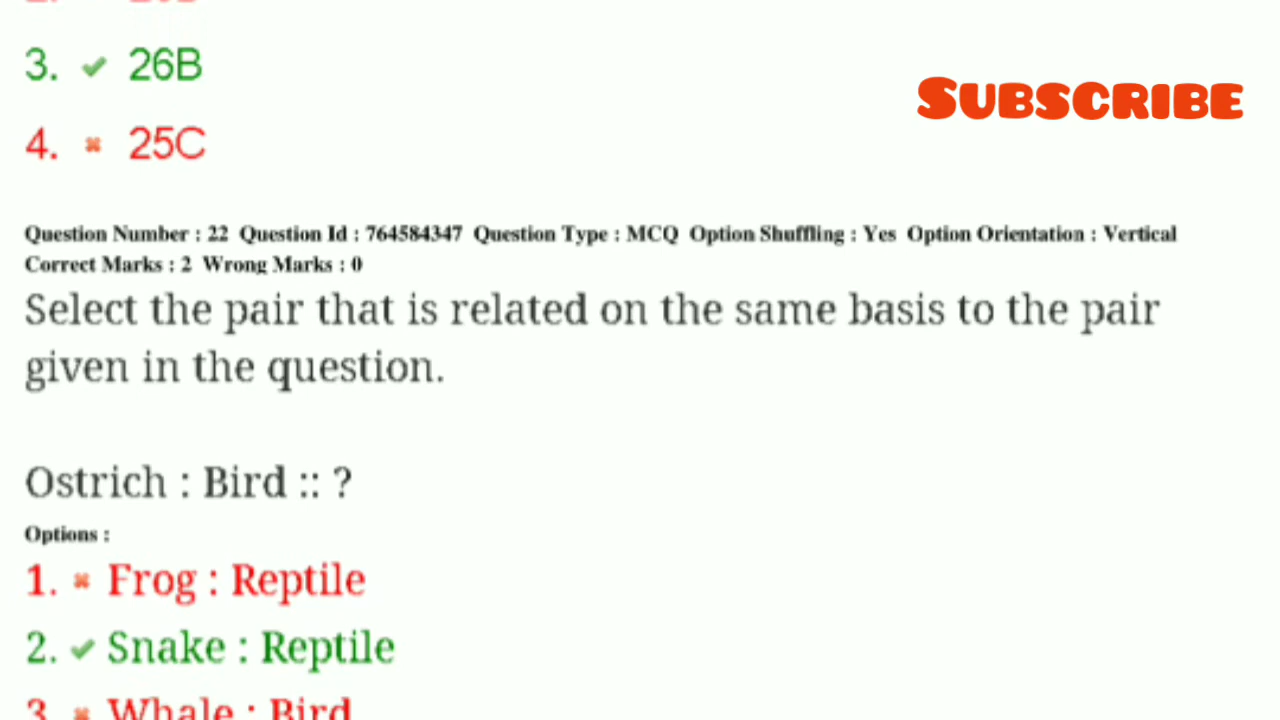 3. 26B
SUBSCRIBE
4. 25C
Question Number : 22 Question Id : 764584347 Question Type : MCQ Option Shuffling : Yes Option Orientation : Vertical
Correct Marks : 2 Wrong Marks : 0
Select the pair that is related on the same basis to the pair
given in the question.
Ostrich : Bird :: ?
Options :
1. Frog : Reptile
2. Snake : Reptile
3. Whale : Bird